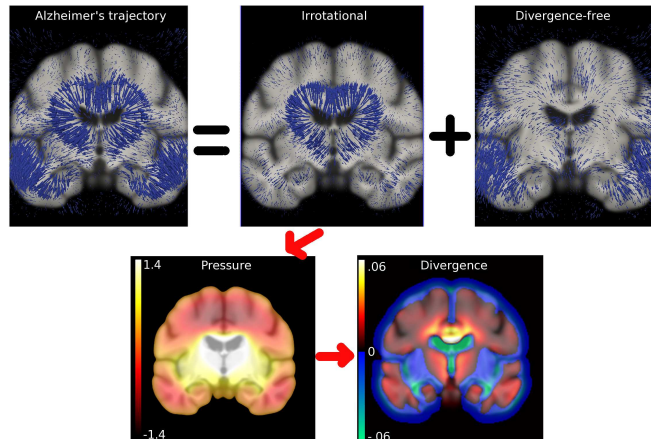 Alzheimer's trajectory
Irrotational
Divergence-free
=
+
Pressure
1.4
-1.4
Divergence
.06
0
-.06